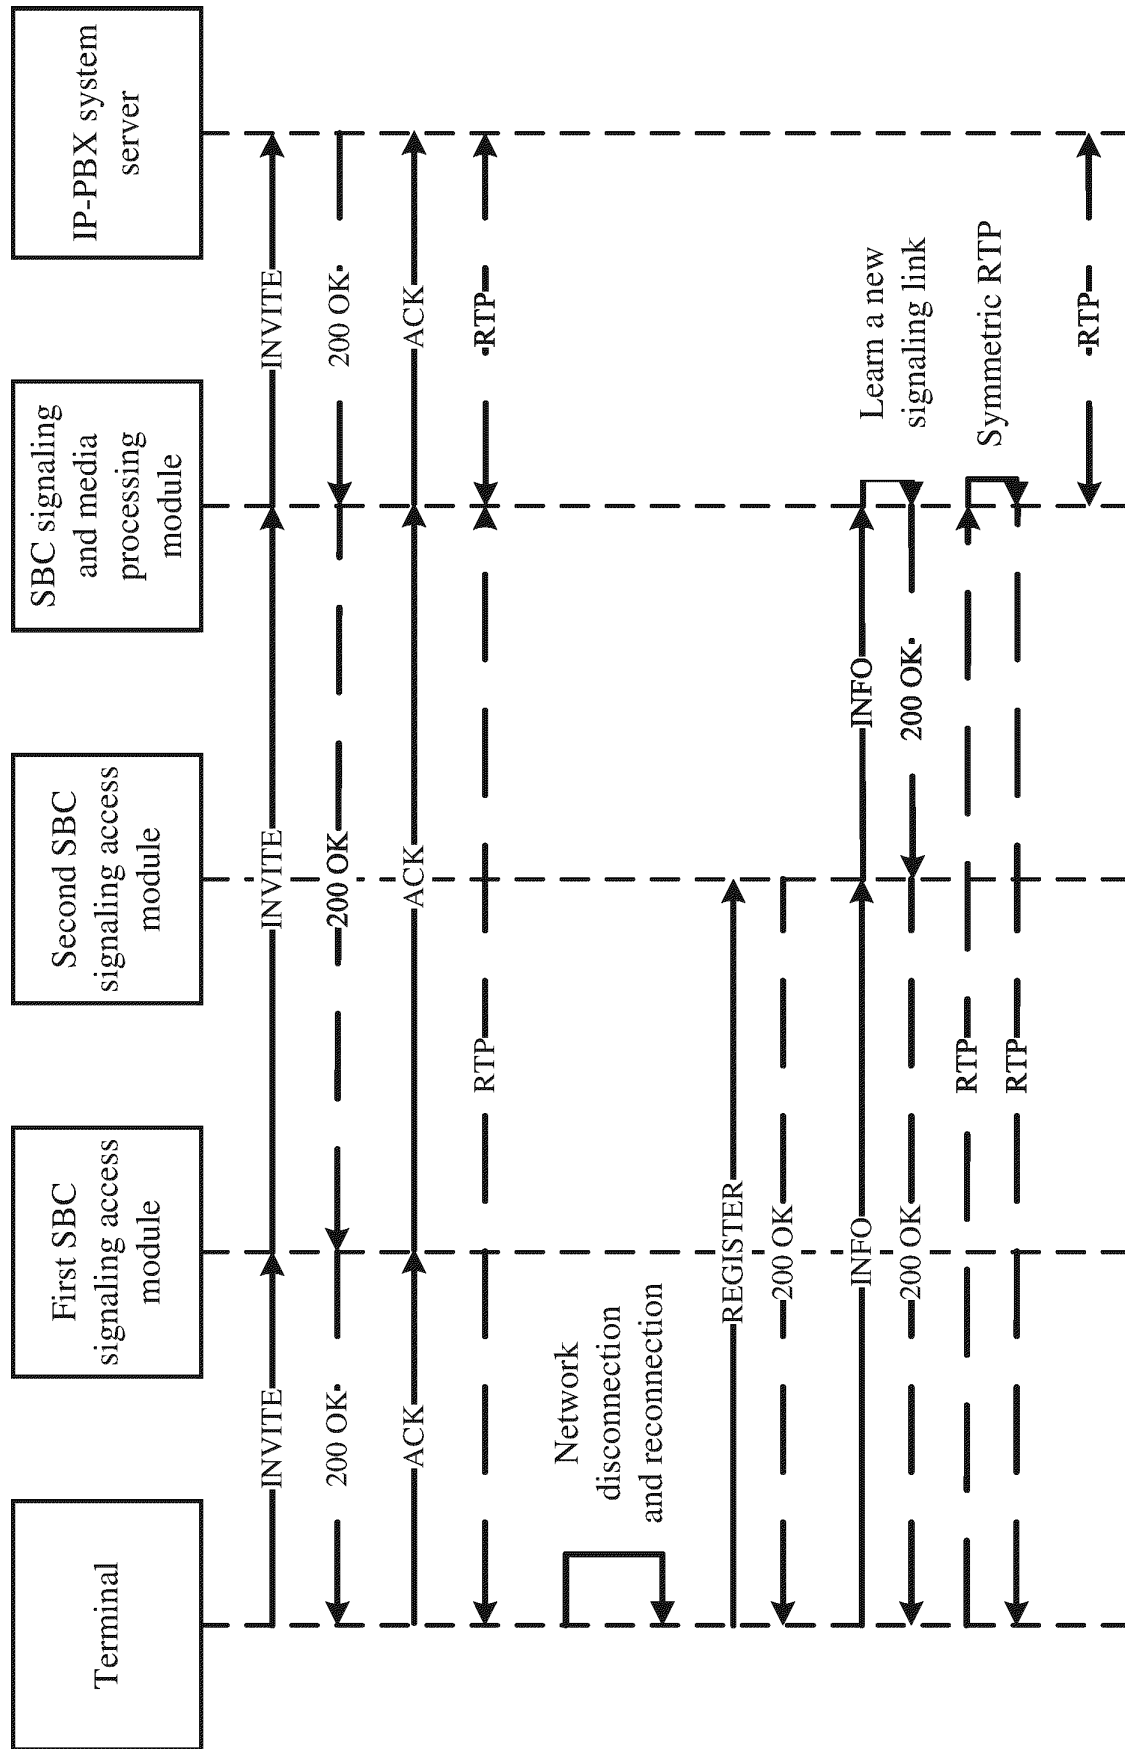 Terminal
First SBC
signaling access
module
Second SBC
signaling access
module
SBC signaling
and media
processing
module
IP-PBX system
server
INVITE
INVITE
INVITE
INVITE
200 OK
200 OK
200 OK
ACK
ACK
ACK
RTP
RTP
Network
disconnection
and reconnection
REGISTER
200 OK
INFO
INFO
Learn a new
signaling link
200 OK
200 OK
RTP
Symmetric RTP
RTP
RTP